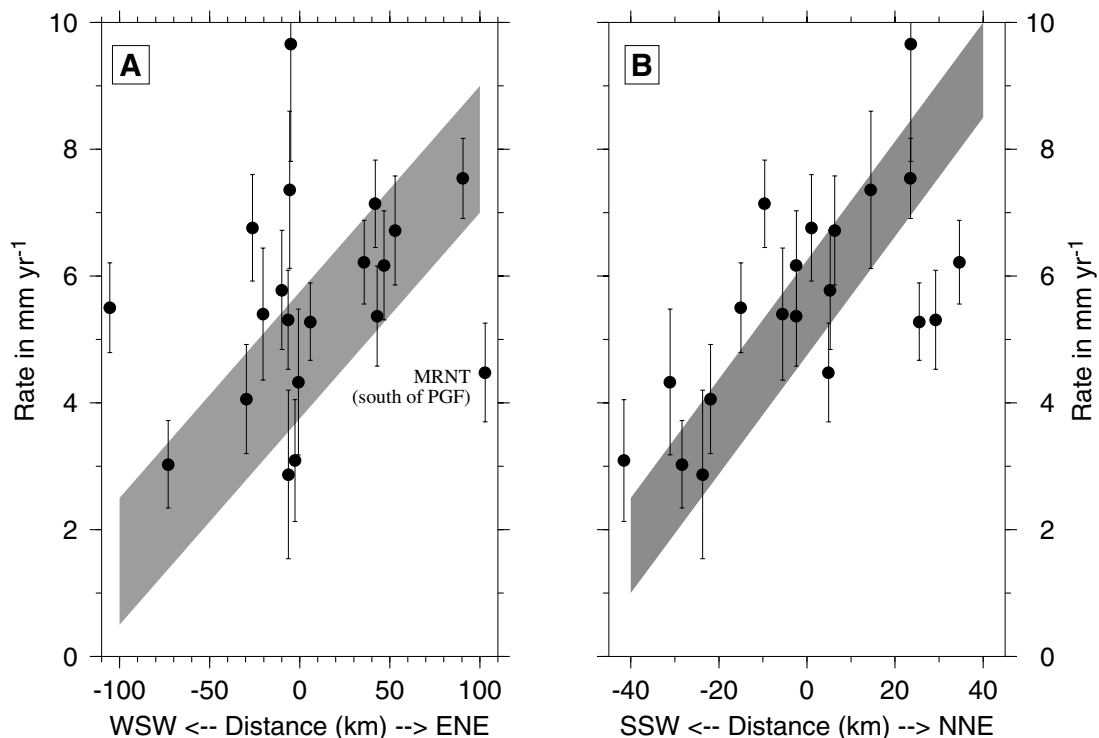 A
B
Rate in mm yr-1
10
8
6
4
2
0
MRNT
(south of PGF)
-100 -50 0 50 100
WSW <-- Distance (km) --> ENE
-40 -20 0 20 40
SSW <-- Distance (km) --> NNE
10
8
6
4
2
0
Rate in mm yr-1